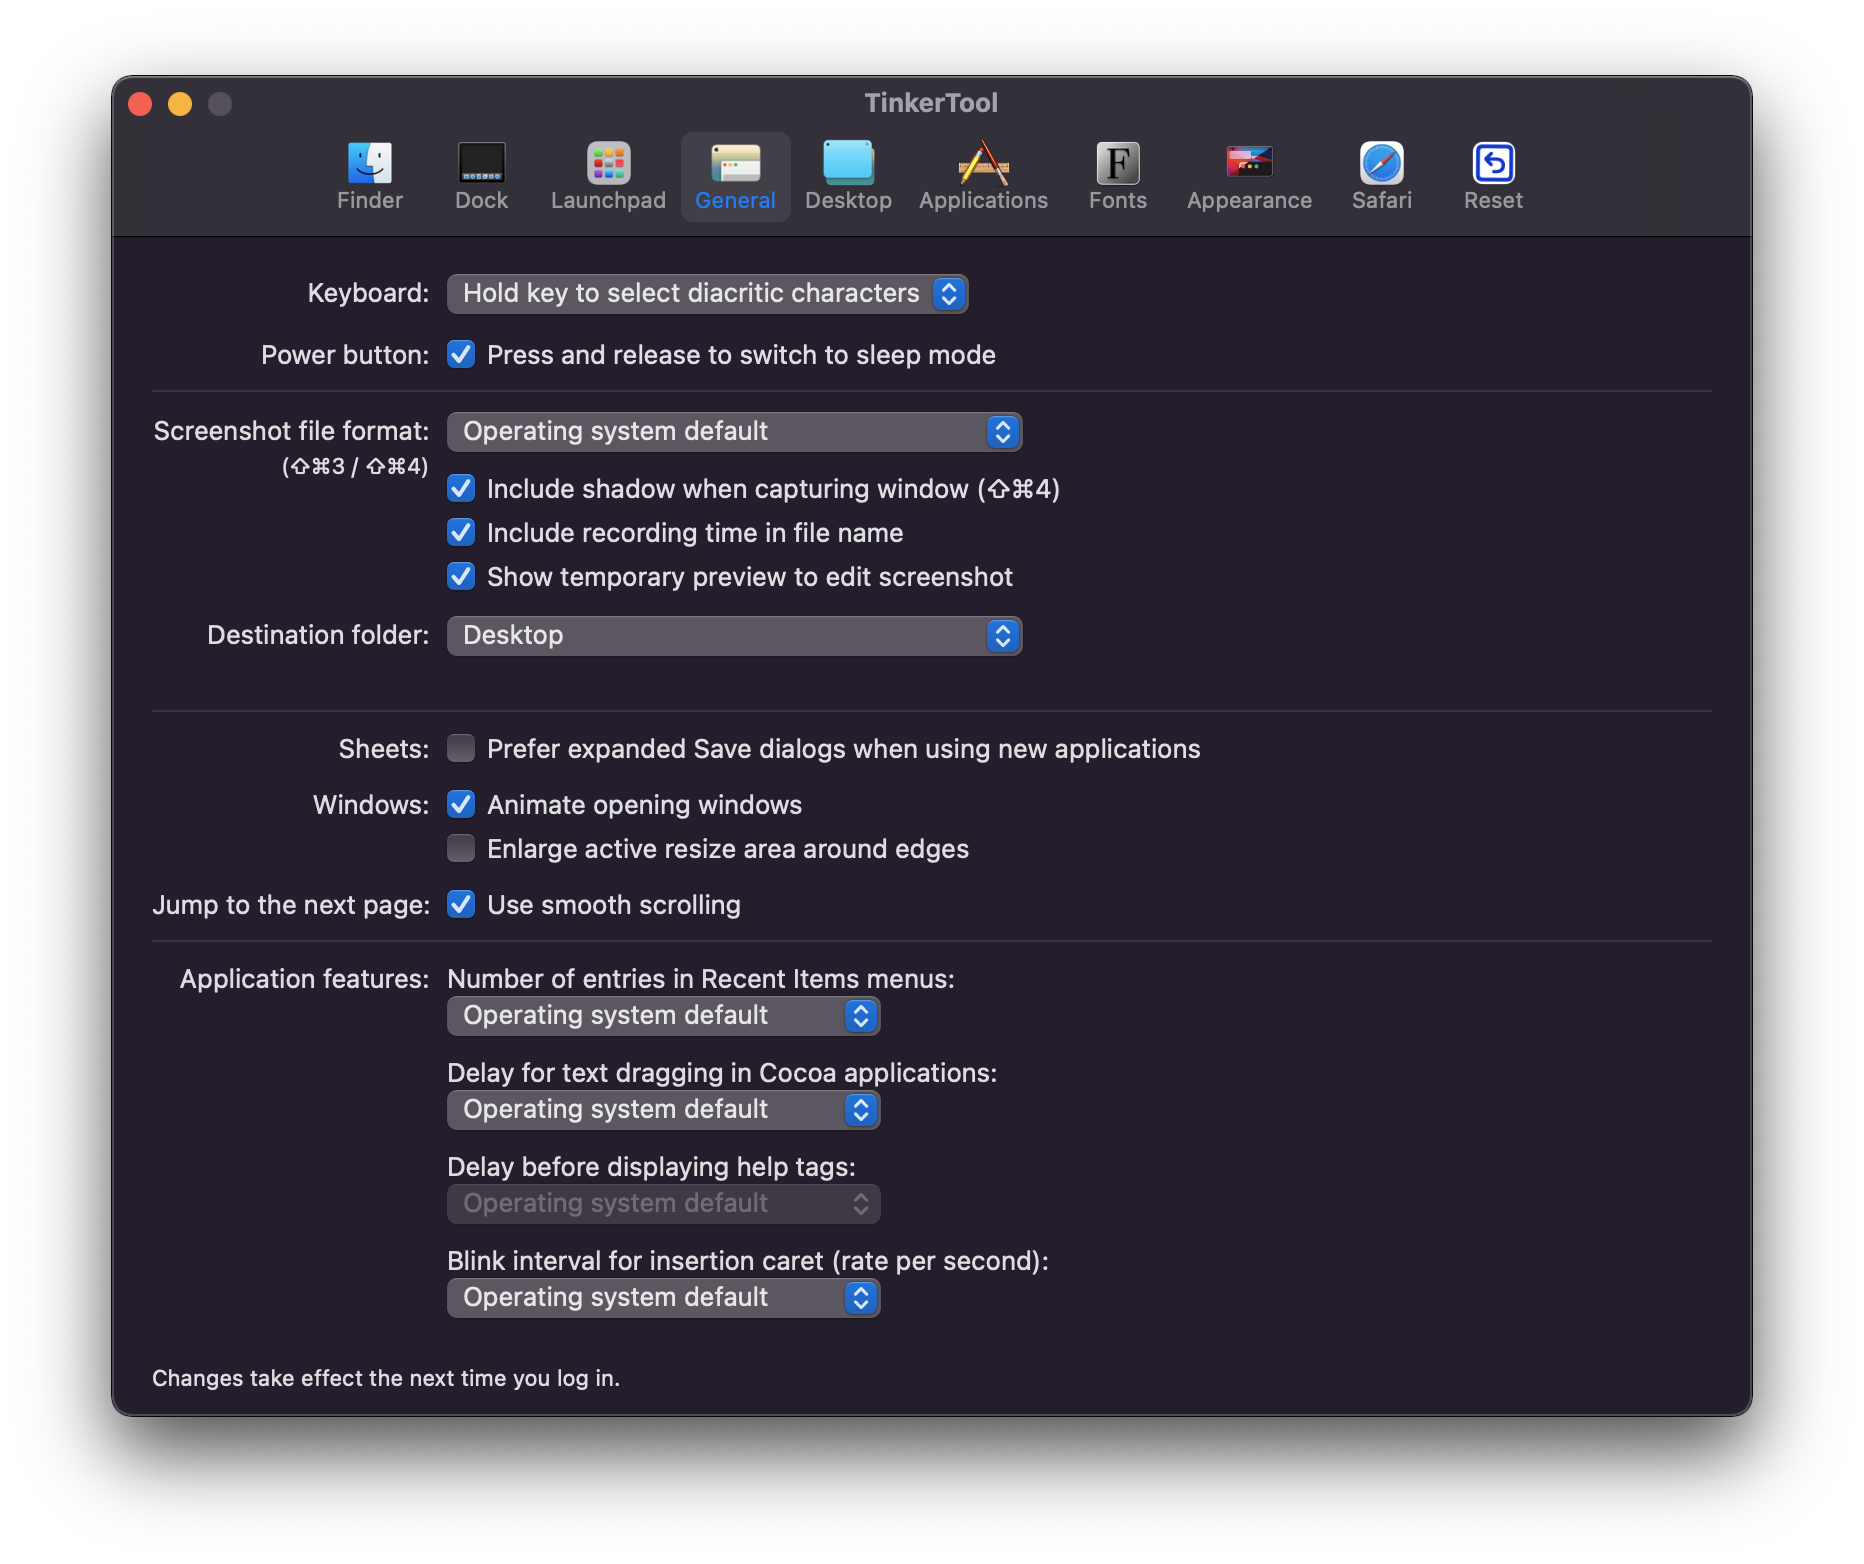 TinkerTool
Finder Dock Launchpad General Desktop Applications Fonts Appearance Safari Reset
Keyboard: Hold key to select diacritic characters
Power button: Press and release to switch to sleep mode
Screenshot file format: Operating system default
(⇧⌘3 / ⇧⌘4)
Include shadow when capturing window (⇧⌘4)
Include recording time in file name
Show temporary preview to edit screenshot
Destination folder: Desktop
Sheets: Prefer expanded Save dialogs when using new applications
Windows: Animate opening windows
Enlarge active resize area around edges
Jump to the next page: Use smooth scrolling
Application features: Number of entries in Recent Items menus:
Operating system default
Delay for text dragging in Cocoa applications:
Operating system default
Delay before displaying help tags:
Operating system default
Blink interval for insertion caret (rate per second):
Operating system default
Changes take effect the next time you log in.